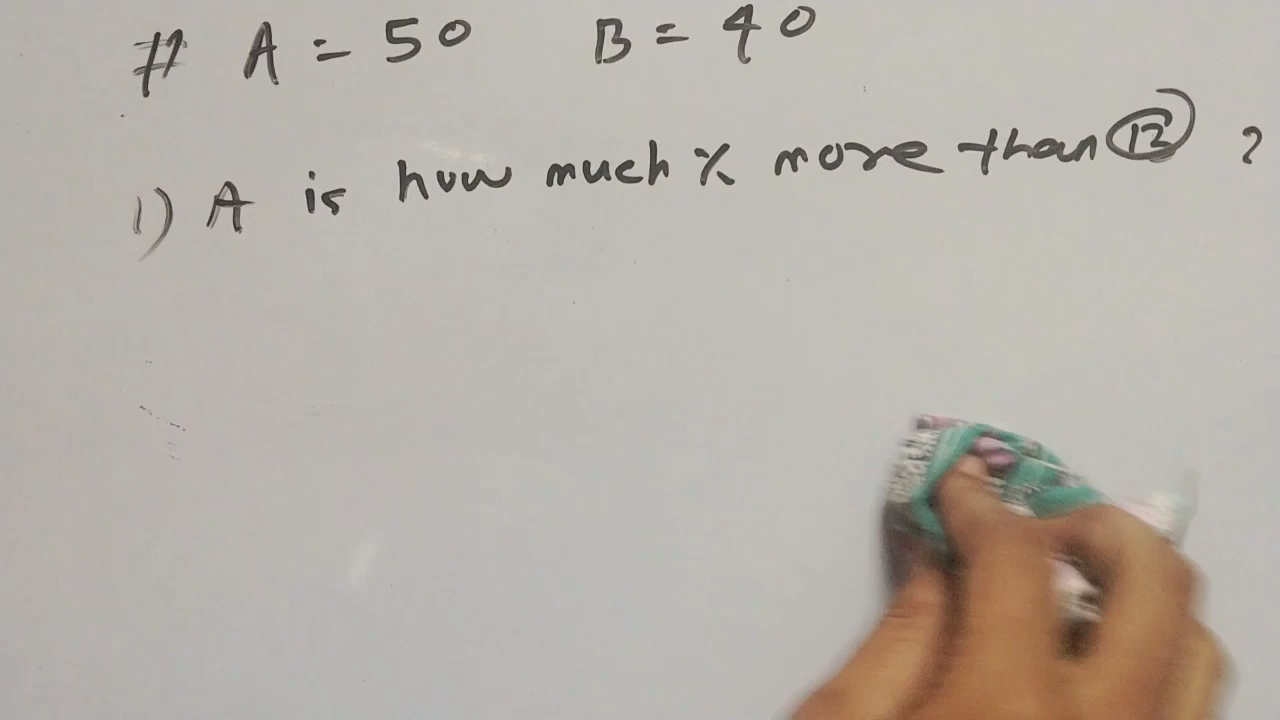 # A = 50 B = 40
1) A is how much % more than B ?